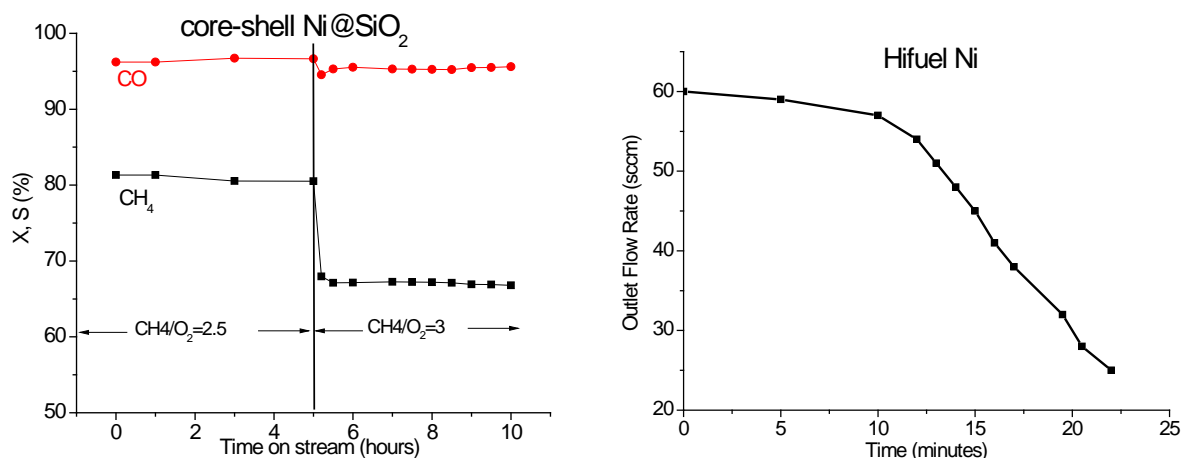 core-shell Ni@SiO2
100
90
80
70
60
50
X, S (%)
CO
CH4
CH4/O2=2.5
CH4/O2=3
0
2
4
6
8
10
Time on stream (hours)
Hifuel Ni
60
50
40
30
20
Outlet Flow Rate (sccm)
0
5
10
15
20
25
Time (minutes)